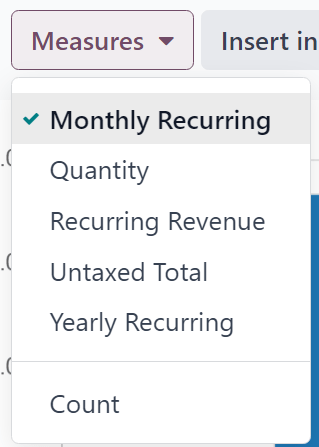 Measures
Insert in
Monthly Recurring
Quantity
Recurring Revenue
Untaxed Total
Yearly Recurring
Count